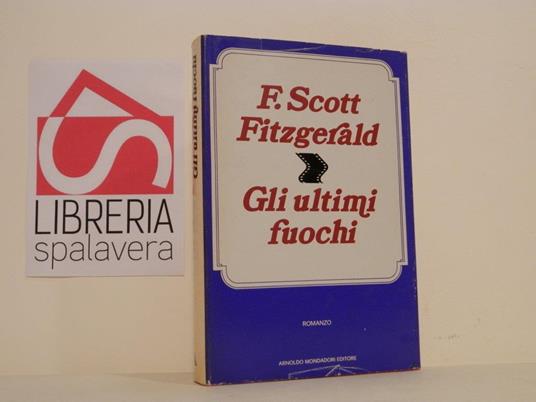 LIBRERIA
spalavera
Gli ultimi fuochi
F. Scott
Fitzgerald
Gli ultimi
fuochi
ROMANZO
ARNOLDO MONDADORI EDITORE